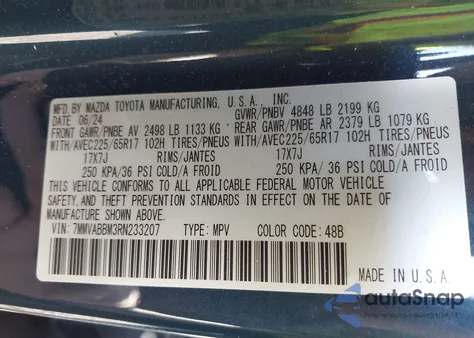 MFD. BY MAZDA TOYOTA MANUFACTURING, U.S.A., INC.
DATE 06/24 GVWR/PNBV 4848 LB 2199 KG
FRONT GAWR/PNBE AV 2498 LB 1133 KG REAR GAWR/PNBE AR 2379 LB 1079 KG
WITH/AVEC225/65R17 102H TIRES/PNEUS WITH/AVEC225/65R17 102H TIRES/PNEUS
17X7J RIMS/JANTES 17X7J RIMS/JANTES
250 KPA/ 36 PSI COLD/A FROID 250 KPA/ 36 PSI COLD/A FROID
THIS VEHICLE CONFORMS TO ALL APPLICABLE FEDERAL MOTOR VEHICLE
SAFETY, AND THEFT PREVENTION STANDARDS IN EFFECT ON THE DATE OF
MANUFACTURE SHOWN ABOVE.
VIN: 7MMVABBM3RN233207 TYPE: MPV COLOR CODE: 48B
MADE IN U.S.A.
autoSnap